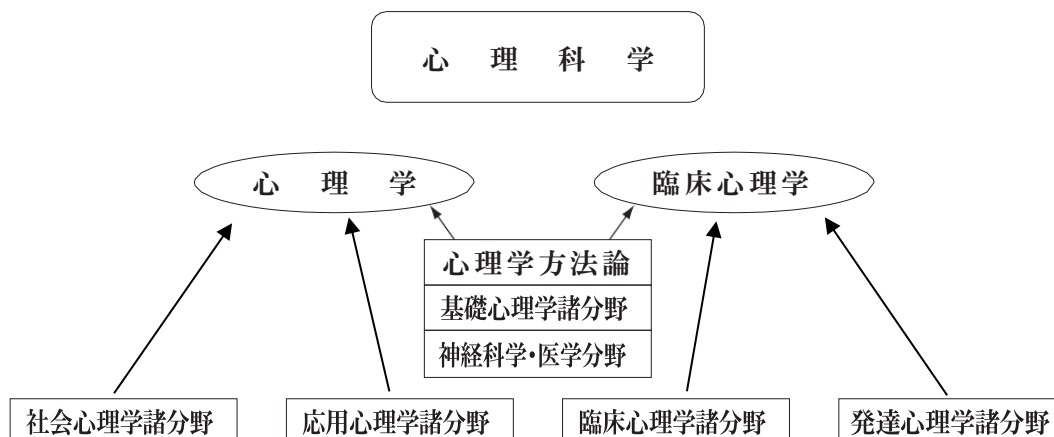 心理科学
心理学
臨床心理学
心理学方法論
基礎心理学諸分野
神経科学・医学分野
社会心理学諸分野
応用心理学諸分野
臨床心理学諸分野
発達心理学諸分野